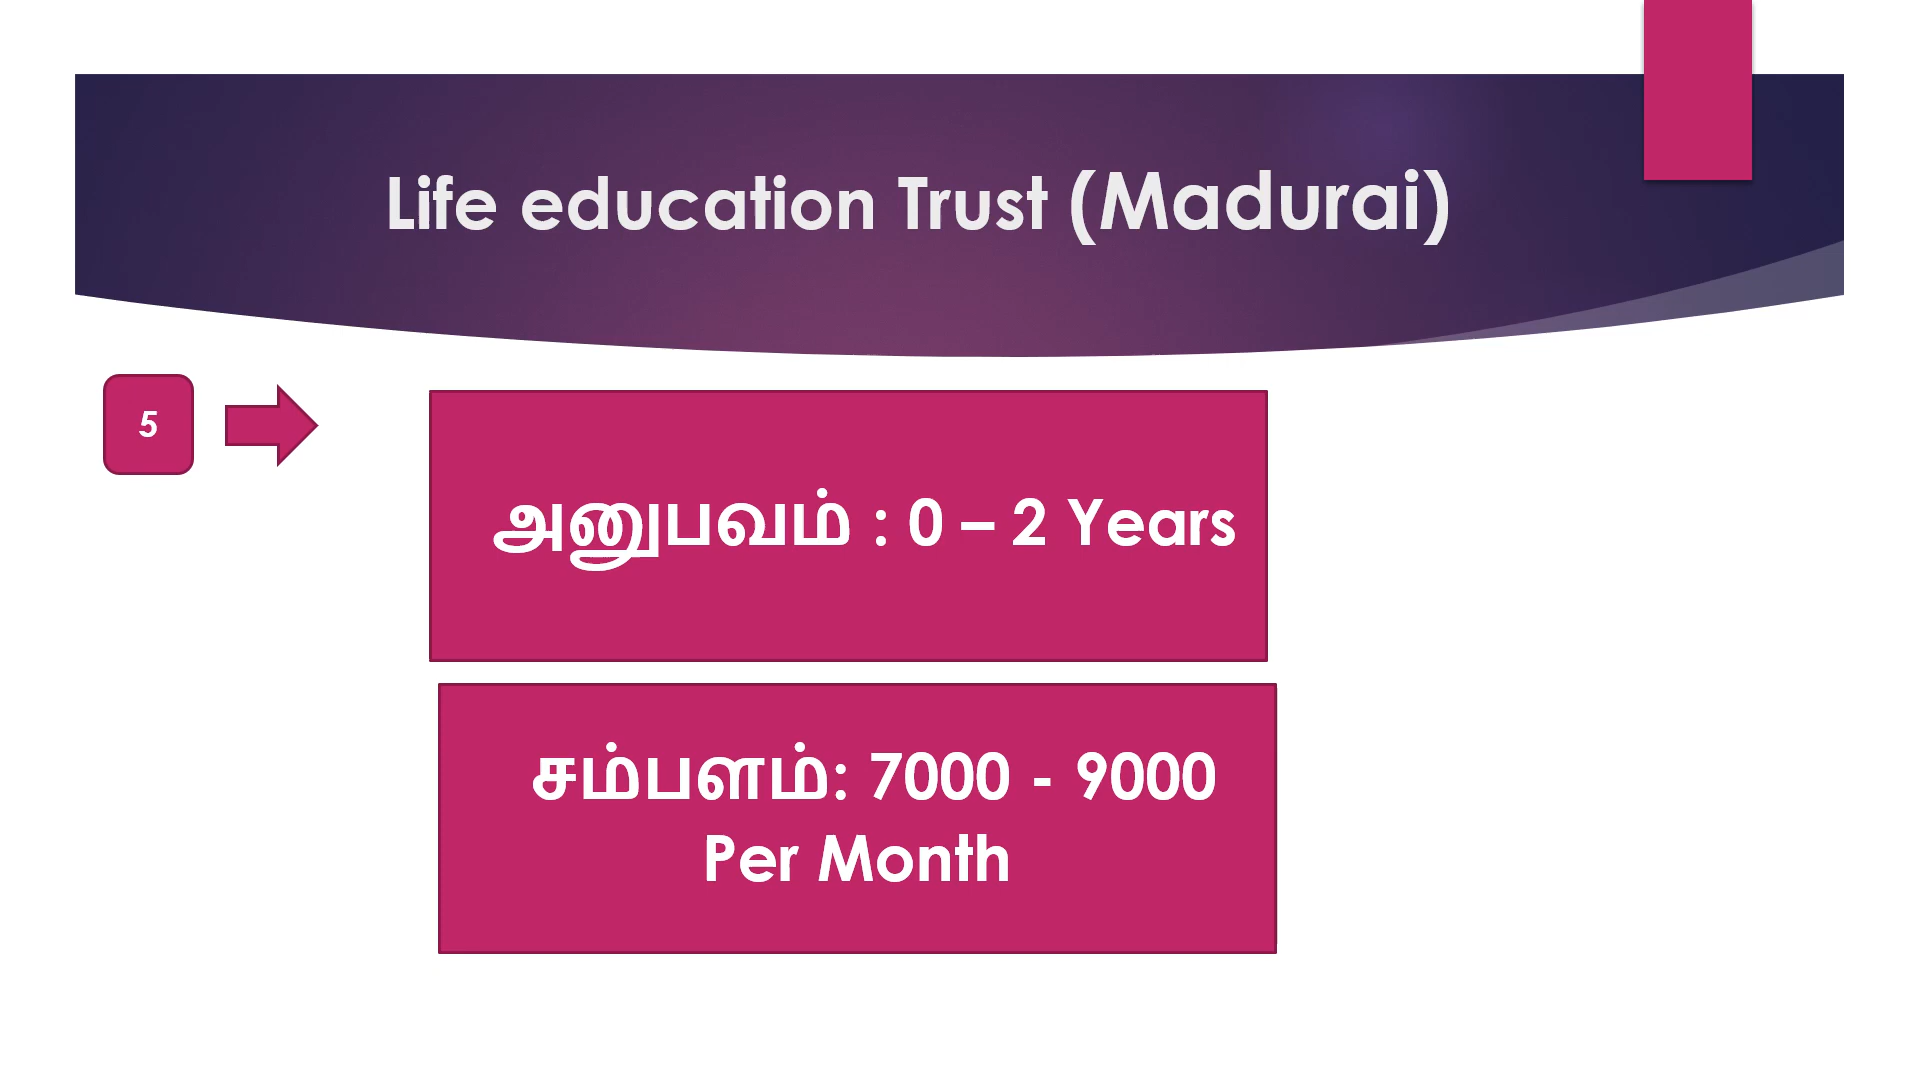 Life education Trust (Madurai)
5
அனுபவம் : 0 – 2 Years
சம்பளம்: 7000 - 9000
Per Month